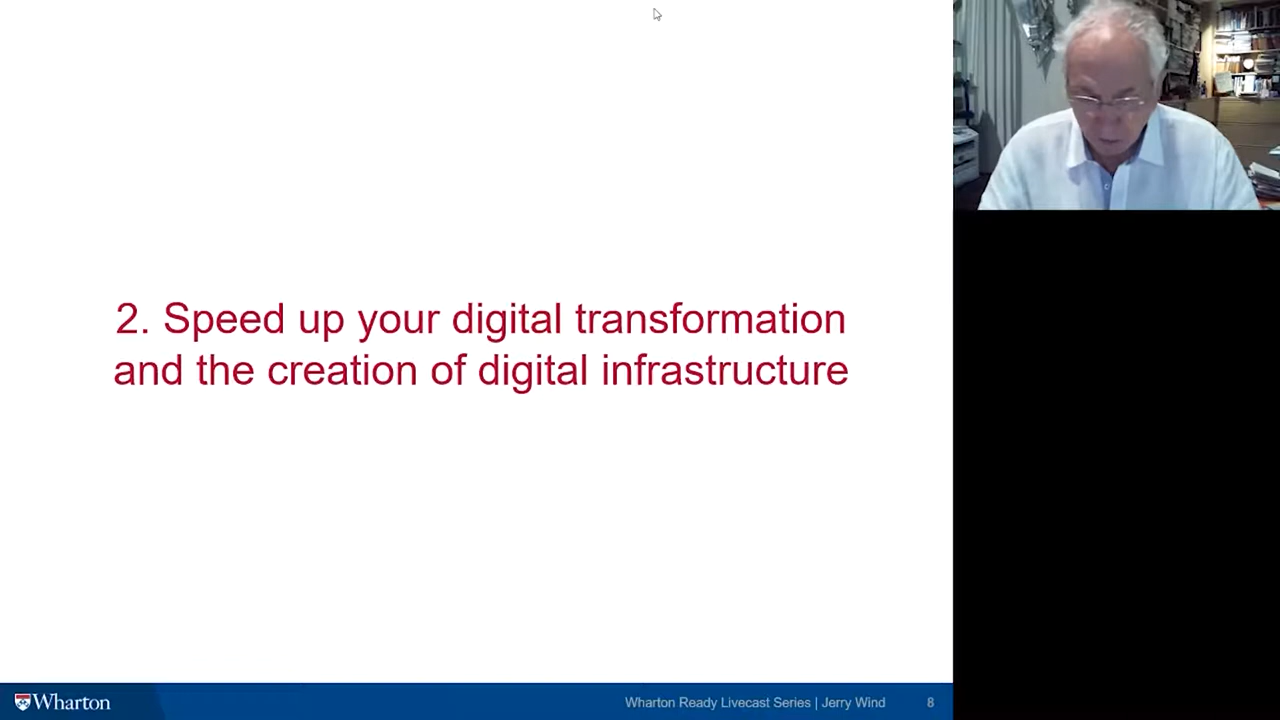 2. Speed up your digital transformation
and the creation of digital infrastructure
Wharton
Wharton Ready Livecast Series | Jerry Wind
8